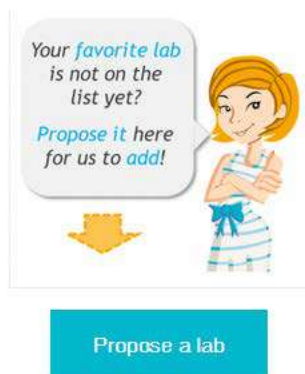 Your favorite lab
is not on the
list yet?
Propose it here
for us to add!
Propose a lab